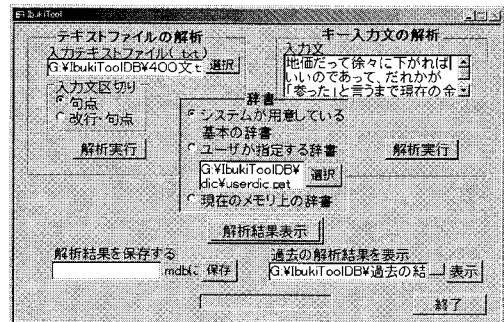 IbukiTool
テキストファイルの解析
入力テキストファイル(.txt)
G:¥IbukiToolDB¥400文t
選択
入力文区切り
句点
改行・句点
解析実行
キー入力文の解析
入力文
地価だって徐々に下がれば
いいのであって、だれかが
「参った」と言うまで現在の金
解析実行
辞書
システムが用意している
基本の辞書
ユーザが指定する辞書
G:¥IbukiToolDB¥
dic¥userdic.pat
選択
現在のメモリ上の辞書
解析結果表示
解析結果を保存する
mdbに
保存
過去の解析結果を表示
G:¥IbukiToolDB¥過去の結
...
表示
終了